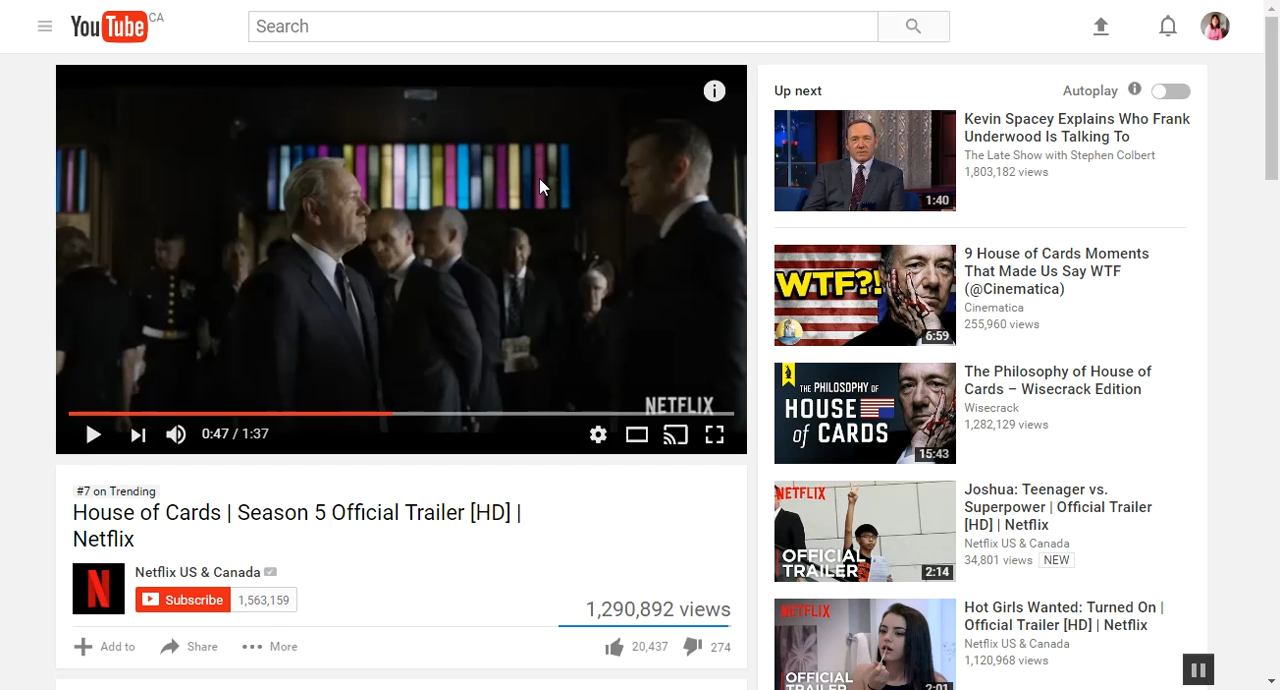 YouTube CA
Search
NETFLIX
0:47 / 1:37
#7 on Trending
House of Cards | Season 5 Official Trailer [HD] |
Netflix
N
Netflix US & Canada
Subscribe 1,563,159
1,290,892 views
Add to Share More 20,437 274
Up next Autoplay
1:40
Kevin Spacey Explains Who Frank
Underwood Is Talking To
The Late Show with Stephen Colbert
1,803,182 views
WTF?!
6:59
9 House of Cards Moments
That Made Us Say WTF
(@Cinematica)
Cinematica
255,960 views
THE PHILOSOPHY OF
HOUSE
of CARDS
15:43
The Philosophy of House of
Cards – Wisecrack Edition
Wisecrack
1,282,129 views
NETFLIX
OFFICIAL
TRAILER
2:14
Joshua: Teenager vs.
Superpower | Official Trailer
[HD] | Netflix
Netflix US & Canada
34,801 views NEW
NETFLIX
OFFICIAL
TRAILER
2:01
Hot Girls Wanted: Turned On |
Official Trailer [HD] | Netflix
Netflix US & Canada
1,120,968 views